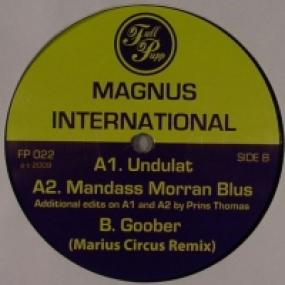 Full
Pupp
MAGNUS
INTERNATIONAL
FP 022
SIDE B
℗© 2009
A1. Undulat
A2. Mandass Morran Blus
Additional edits on A1 and A2 by Prins Thomas
B. Goober
(Marius Circus Remix)